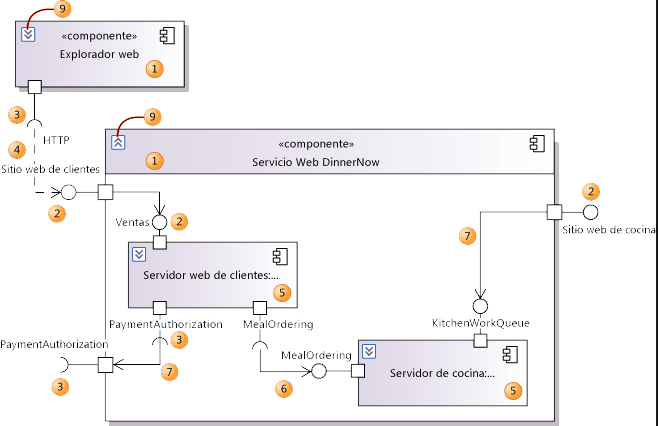 9
«componente»
Explorador web
1
3
HTTP
4
Sitio web de clientes
2
9
«componente»
1
Servicio Web DinnerNow
2
Sitio web de cocina
Ventas
2
7
Servidor web de clientes:...
5
PaymentAuthorization
MealOrdering
KitchenWorkQueue
3
PaymentAuthorization
MealOrdering
3
7
6
Servidor de cocina:...
5